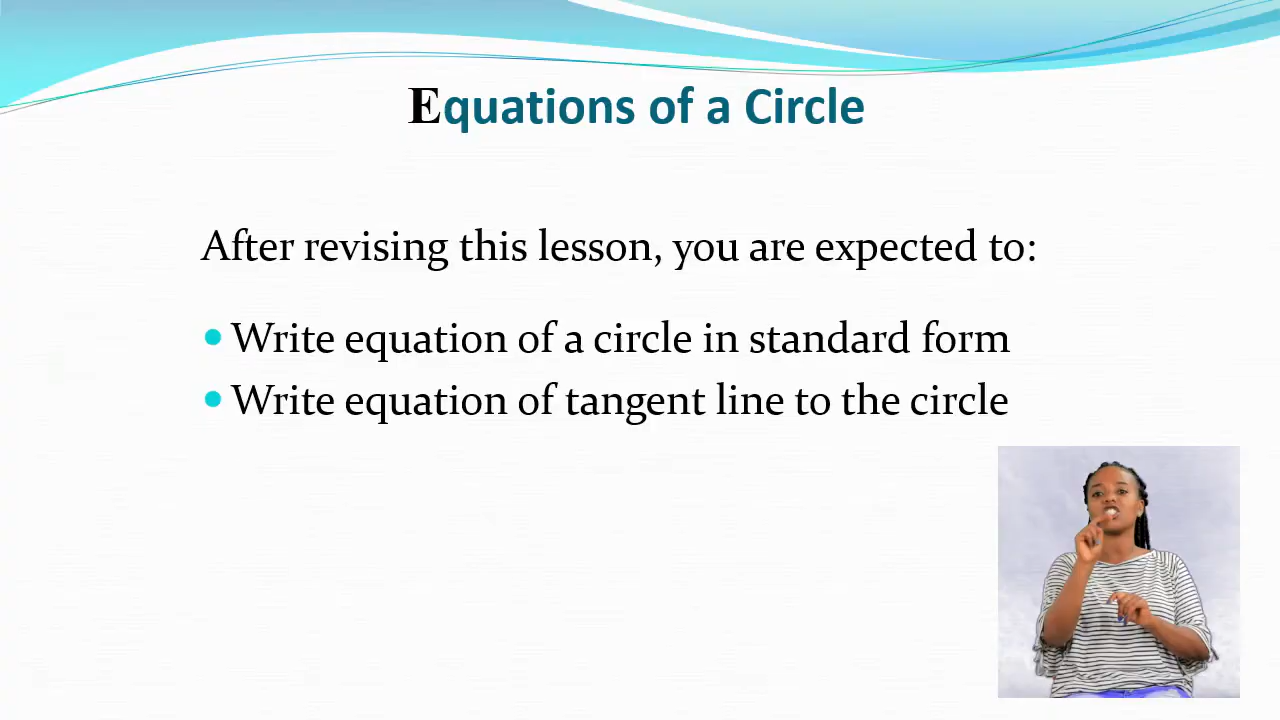 Equations of a Circle
After revising this lesson, you are expected to:
Write equation of a circle in standard form
Write equation of tangent line to the circle